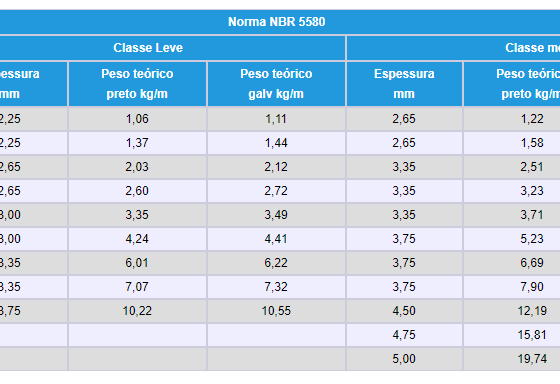 Norma NBR 5580
Classe Leve Classe me
pessura Peso teórico Peso teórico Espessura Peso teóric
mm preto kg/m galv kg/m mm preto kg/m
2,25 1,06 1,11 2,65 1,22
2,25 1,37 1,44 2,65 1,58
2,65 2,03 2,12 3,35 2,51
2,65 2,60 2,72 3,35 3,23
3,00 3,35 3,49 3,35 3,71
3,00 4,24 4,41 3,75 5,23
3,35 6,01 6,22 3,75 6,69
3,35 7,07 7,32 3,75 7,90
3,75 10,22 10,55 4,50 12,19
4,75 15,81
5,00 19,74